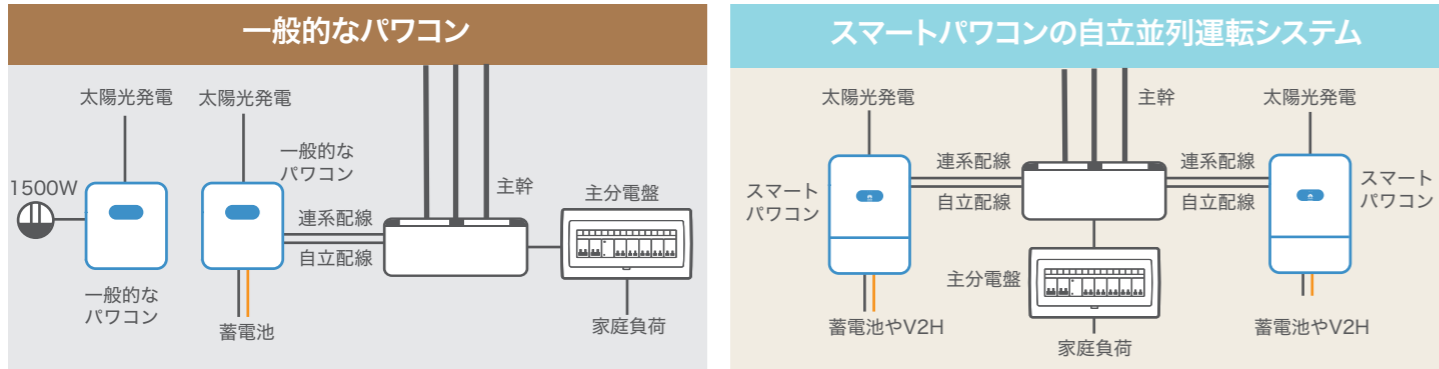 一般的なパワコン
太陽光発電
太陽光発電
一般的な
パワコン
1500W
主幹
主分電盤
連系配線
自立配線
一般的な
パワコン
蓄電池
家庭負荷
スマートパワコンの自立並列運転システム
太陽光発電
主幹
太陽光発電
連系配線
連系配線
スマート
パワコン
自立配線
自立配線
スマート
パワコン
主分電盤
蓄電池やV2H
蓄電池やV2H
家庭負荷